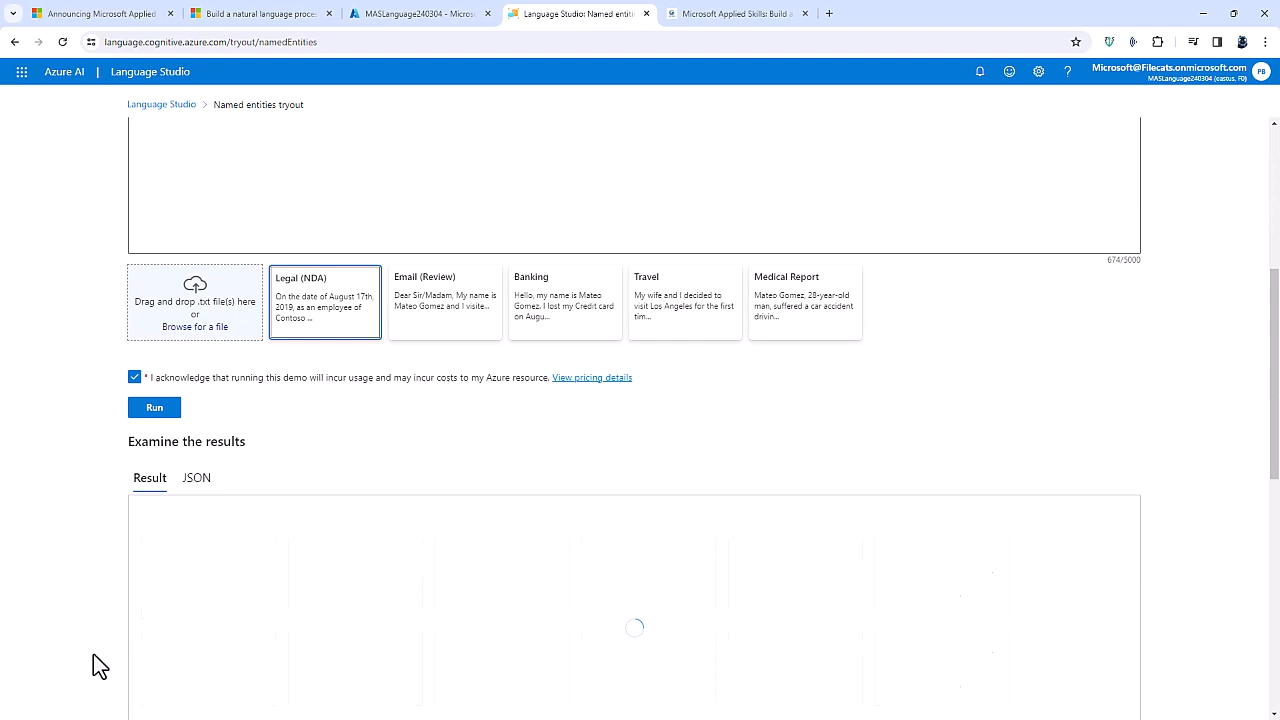 Announcing Microsoft Applied
Build a natural language proces
MASLanguage240304 - Micros
Language Studio: Named entiti
Microsoft Applied Skills: Build a
language.cognitive.azure.com/tryout/namedEntities
Azure AI | Language Studio
Microsoft@Filecats.onmicrosoft.com
MASLanguage240304 (eastus, F0)
PB
Language Studio > Named entities tryout
674/5000
Drag and drop .txt file(s) here
or
Browse for a file
Legal (NDA)
On the date of August 17th,
2019, as an employee of
Contoso ...
Email (Review)
Dear Sir/Madam, My name is
Mateo Gomez and I visite...
Banking
Hello, my name is Mateo
Gomez. I lost my Credit card
on Augu...
Travel
My wife and I decided to
visit Los Angeles for the first
tim...
Medical Report
Mateo Gomez, 28-year-old
man, suffered a car accident
drivin...
* I acknowledge that running this demo will incur usage and may incur costs to my Azure resource. View pricing details
Run
Examine the results
Result JSON